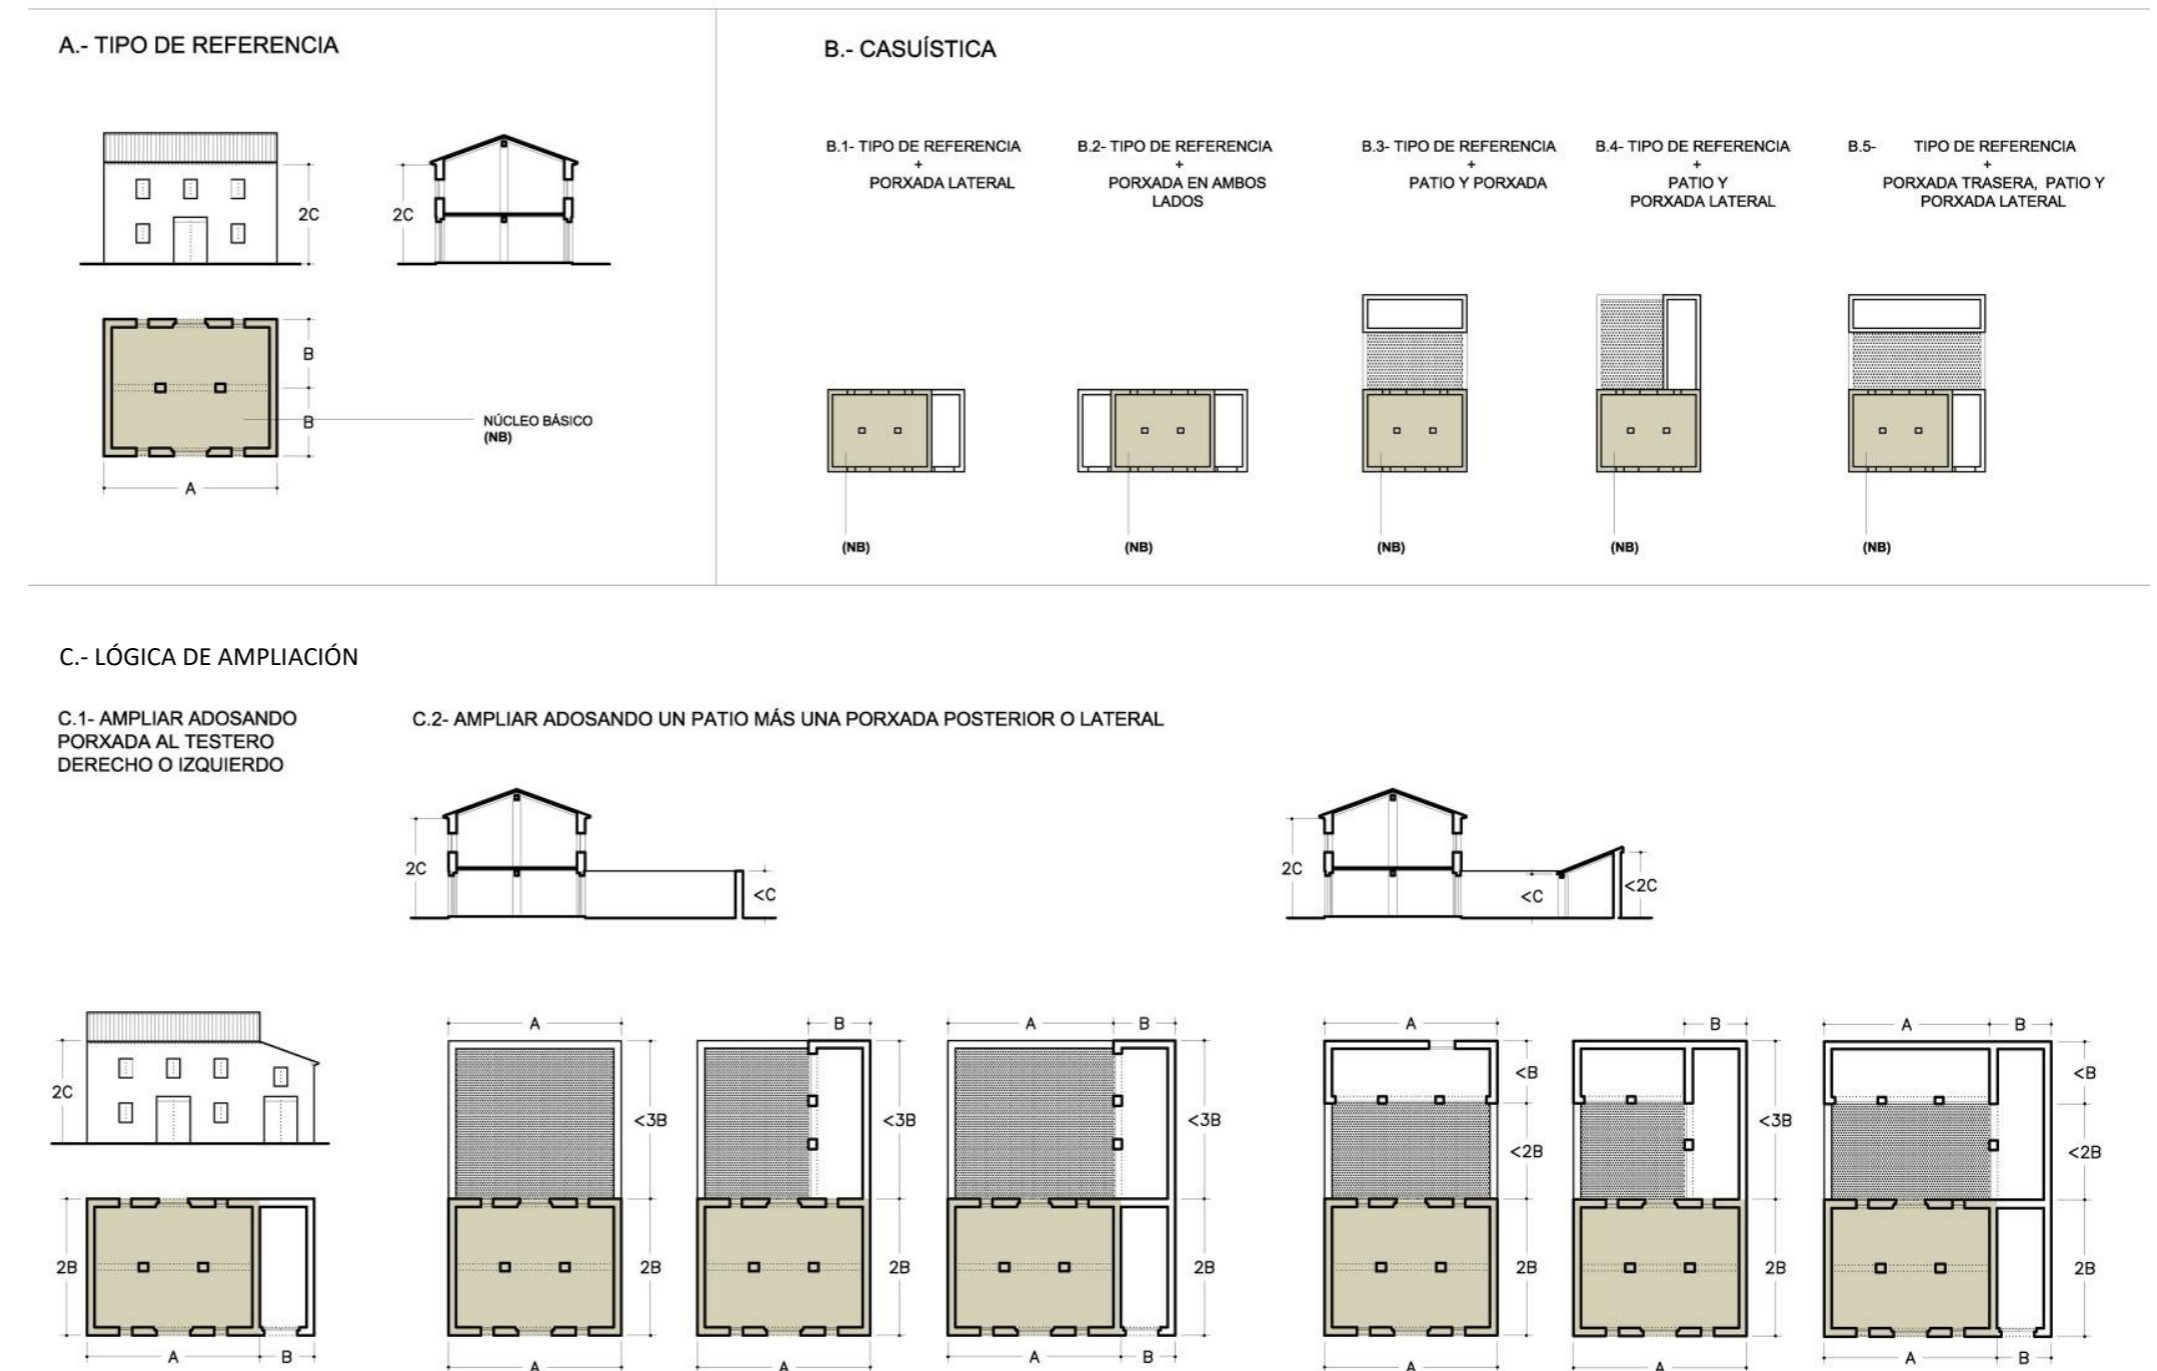 A.- TIPO DE REFERENCIA
2C
2C
B
B
NÚCLEO BÁSICO
(NB)
A
B.- CASUÍSTICA
B.1- TIPO DE REFERENCIA
+
PORXADA LATERAL
B.2- TIPO DE REFERENCIA
+
PORXADA EN AMBOS
LADOS
B.3- TIPO DE REFERENCIA
+
PATIO Y PORXADA
B.4- TIPO DE REFERENCIA
+
PATIO Y
PORXADA LATERAL
B.5- TIPO DE REFERENCIA
+
PORXADA TRASERA, PATIO Y
PORXADA LATERAL
(NB)
(NB)
(NB)
(NB)
(NB)
C.- LÓGICA DE AMPLIACIÓN
C.1- AMPLIAR ADOSANDO
PORXADA AL TESTERO
DERECHO O IZQUIERDO
2C
2B
A B
C.2- AMPLIAR ADOSANDO UN PATIO MÁS UNA PORXADA POSTERIOR O LATERAL
2C
<C
2C
<C
<2C
A
<3B
2B
A
B
<3B
2B
A
A B
<3B
2B
A B
A
<B
<2B
2B
A
B
<3B
2B
A
A B
<B
<2B
2B
A B